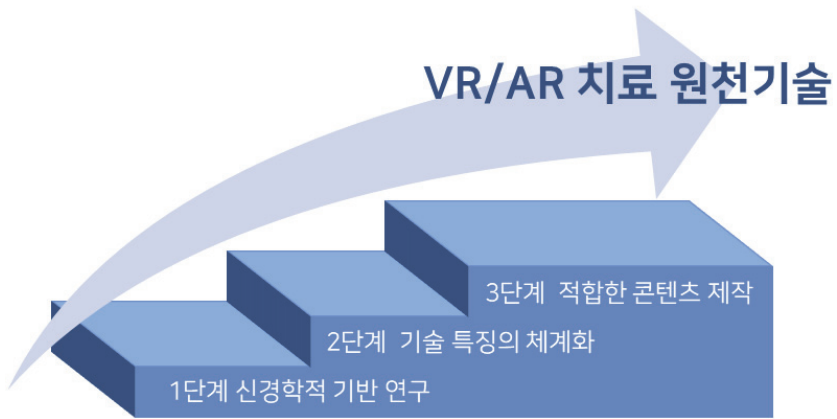 VR/AR 치료 원천기술
3단계 적합한 콘텐츠 제작
2단계 기술 특징의 체계화
1단계 신경학적 기반 연구